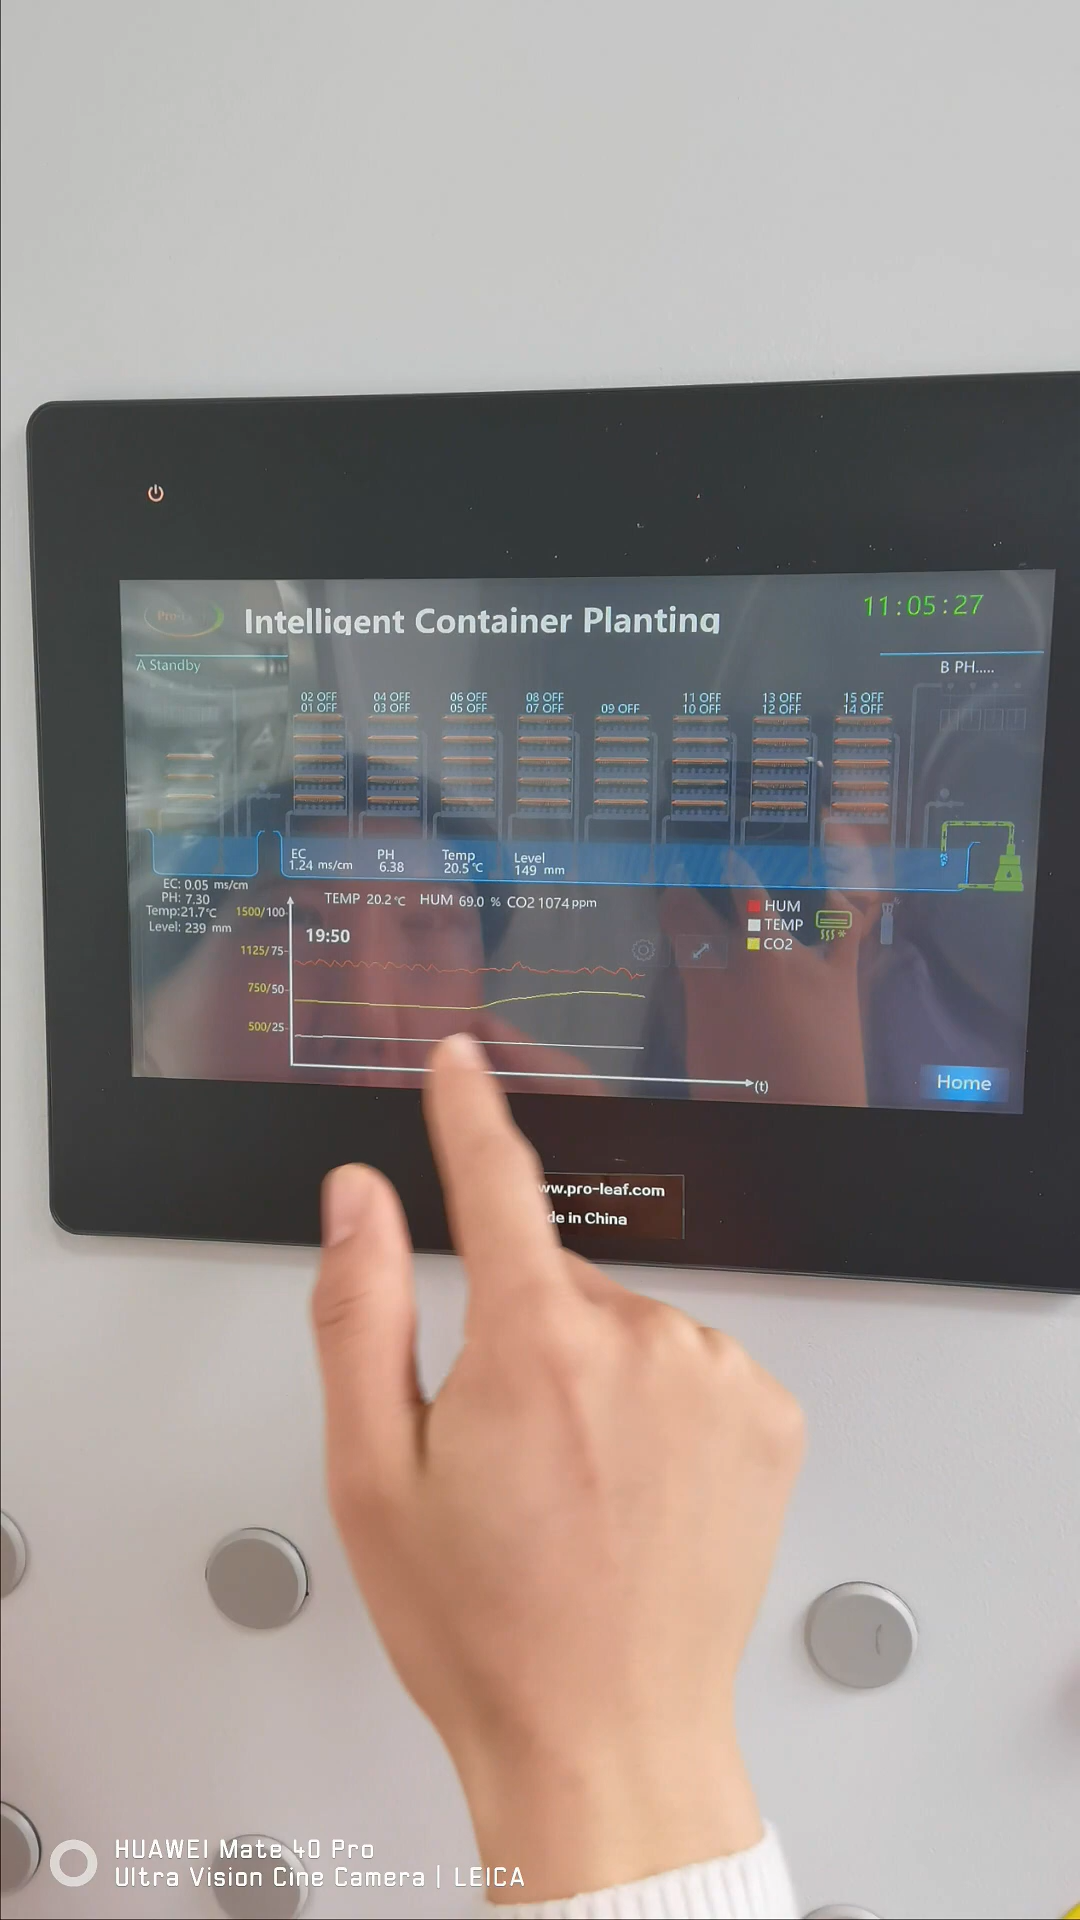 Intelligent Container Planting
11:05:27
A Standby
B PH.....
02 OFF 04 OFF 06 OFF 08 OFF 11 OFF 13 OFF 15 OFF
01 OFF 03 OFF 05 OFF 07 OFF 09 OFF 10 OFF 12 OFF 14 OFF
EC PH Temp Level
1.24 ms/cm 6.38 20.5 ℃ 149 mm
EC: 0.05 ms/cm
PH: 7.30
Temp:21.7℃
Level: 239 mm
TEMP 20.2 ℃ HUM 69.0 % CO2 1074 ppm
1500/100
1125/75
750/50
500/25
19:50
HUM
TEMP
CO2
(t)
Home
ww.pro-leaf.com
de in China
HUAWEI Mate 40 Pro
Ultra Vision Cine Camera | LEICA